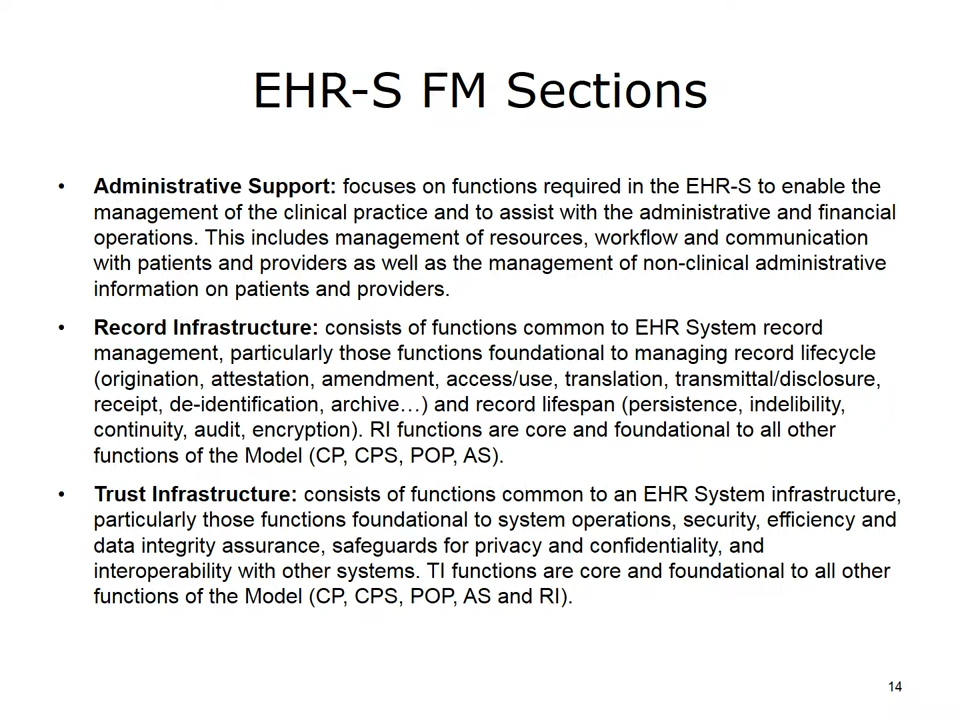 EHR-S FM Sections
• Administrative Support: focuses on functions required in the EHR-S to enable the
management of the clinical practice and to assist with the administrative and financial
operations. This includes management of resources, workflow and communication
with patients and providers as well as the management of non-clinical administrative
information on patients and providers.
• Record Infrastructure: consists of functions common to EHR System record
management, particularly those functions foundational to managing record lifecycle
(origination, attestation, amendment, access/use, translation, transmittal/disclosure,
receipt, de-identification, archive…) and record lifespan (persistence, indelibility,
continuity, audit, encryption). RI functions are core and foundational to all other
functions of the Model (CP, CPS, POP, AS).
• Trust Infrastructure: consists of functions common to an EHR System infrastructure,
particularly those functions foundational to system operations, security, efficiency and
data integrity assurance, safeguards for privacy and confidentiality, and
interoperability with other systems. TI functions are core and foundational to all other
functions of the Model (CP, CPS, POP, AS and RI).
14